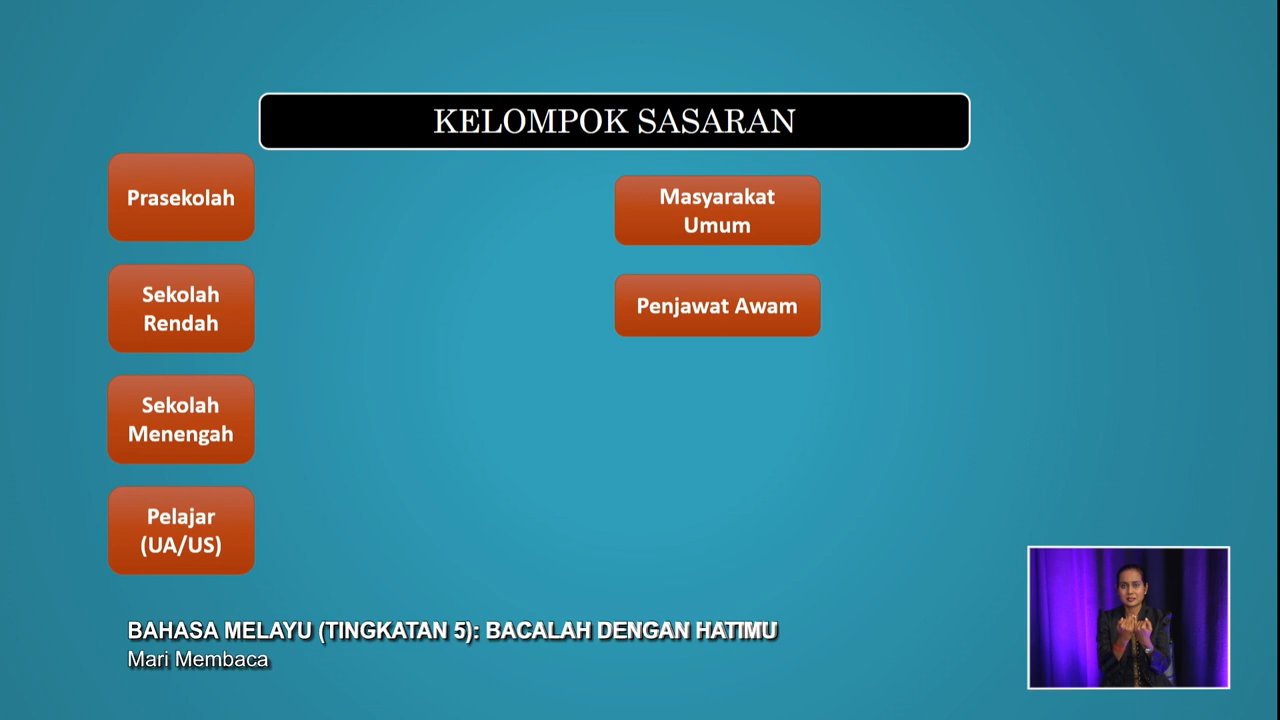 KELOMPOK SASARAN
Prasekolah
Sekolah
Rendah
Sekolah
Menengah
Pelajar
(UA/US)
Masyarakat
Umum
Penjawat Awam
BAHASA MELAYU (TINGKATAN 5): BACALAH DENGAN HATIMU
Mari Membaca